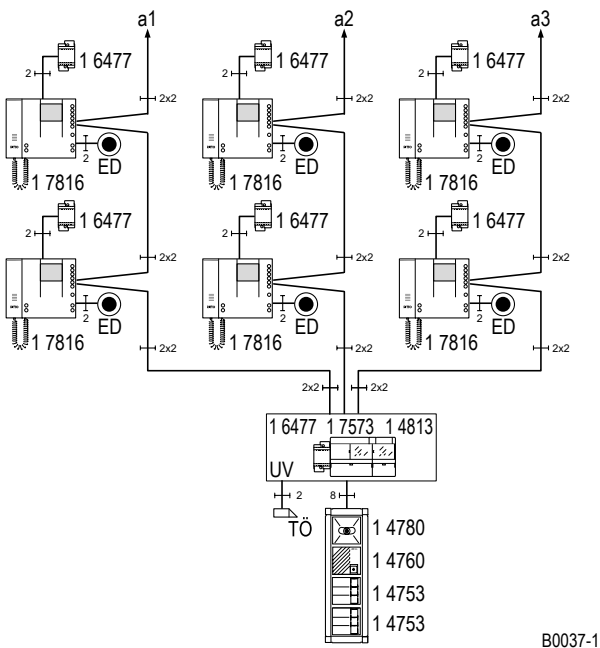 a1 a2 a3
1 6477 1 6477 1 6477
2 2 2
2x2 2x2 2x2
2 2 2
ED ED ED
1 7816 1 7816 1 7816
1 6477 1 6477 1 6477
2 2 2
2x2 2x2 2x2
2 2 2
ED ED ED
1 7816 1 7816 1 7816
2x2 2x2 2x2
2x2 2x2
1 6477 1 7573 1 4813
UV
2 8
TÖ
1 4780
1 4760
1 4753
1 4753
B0037-1